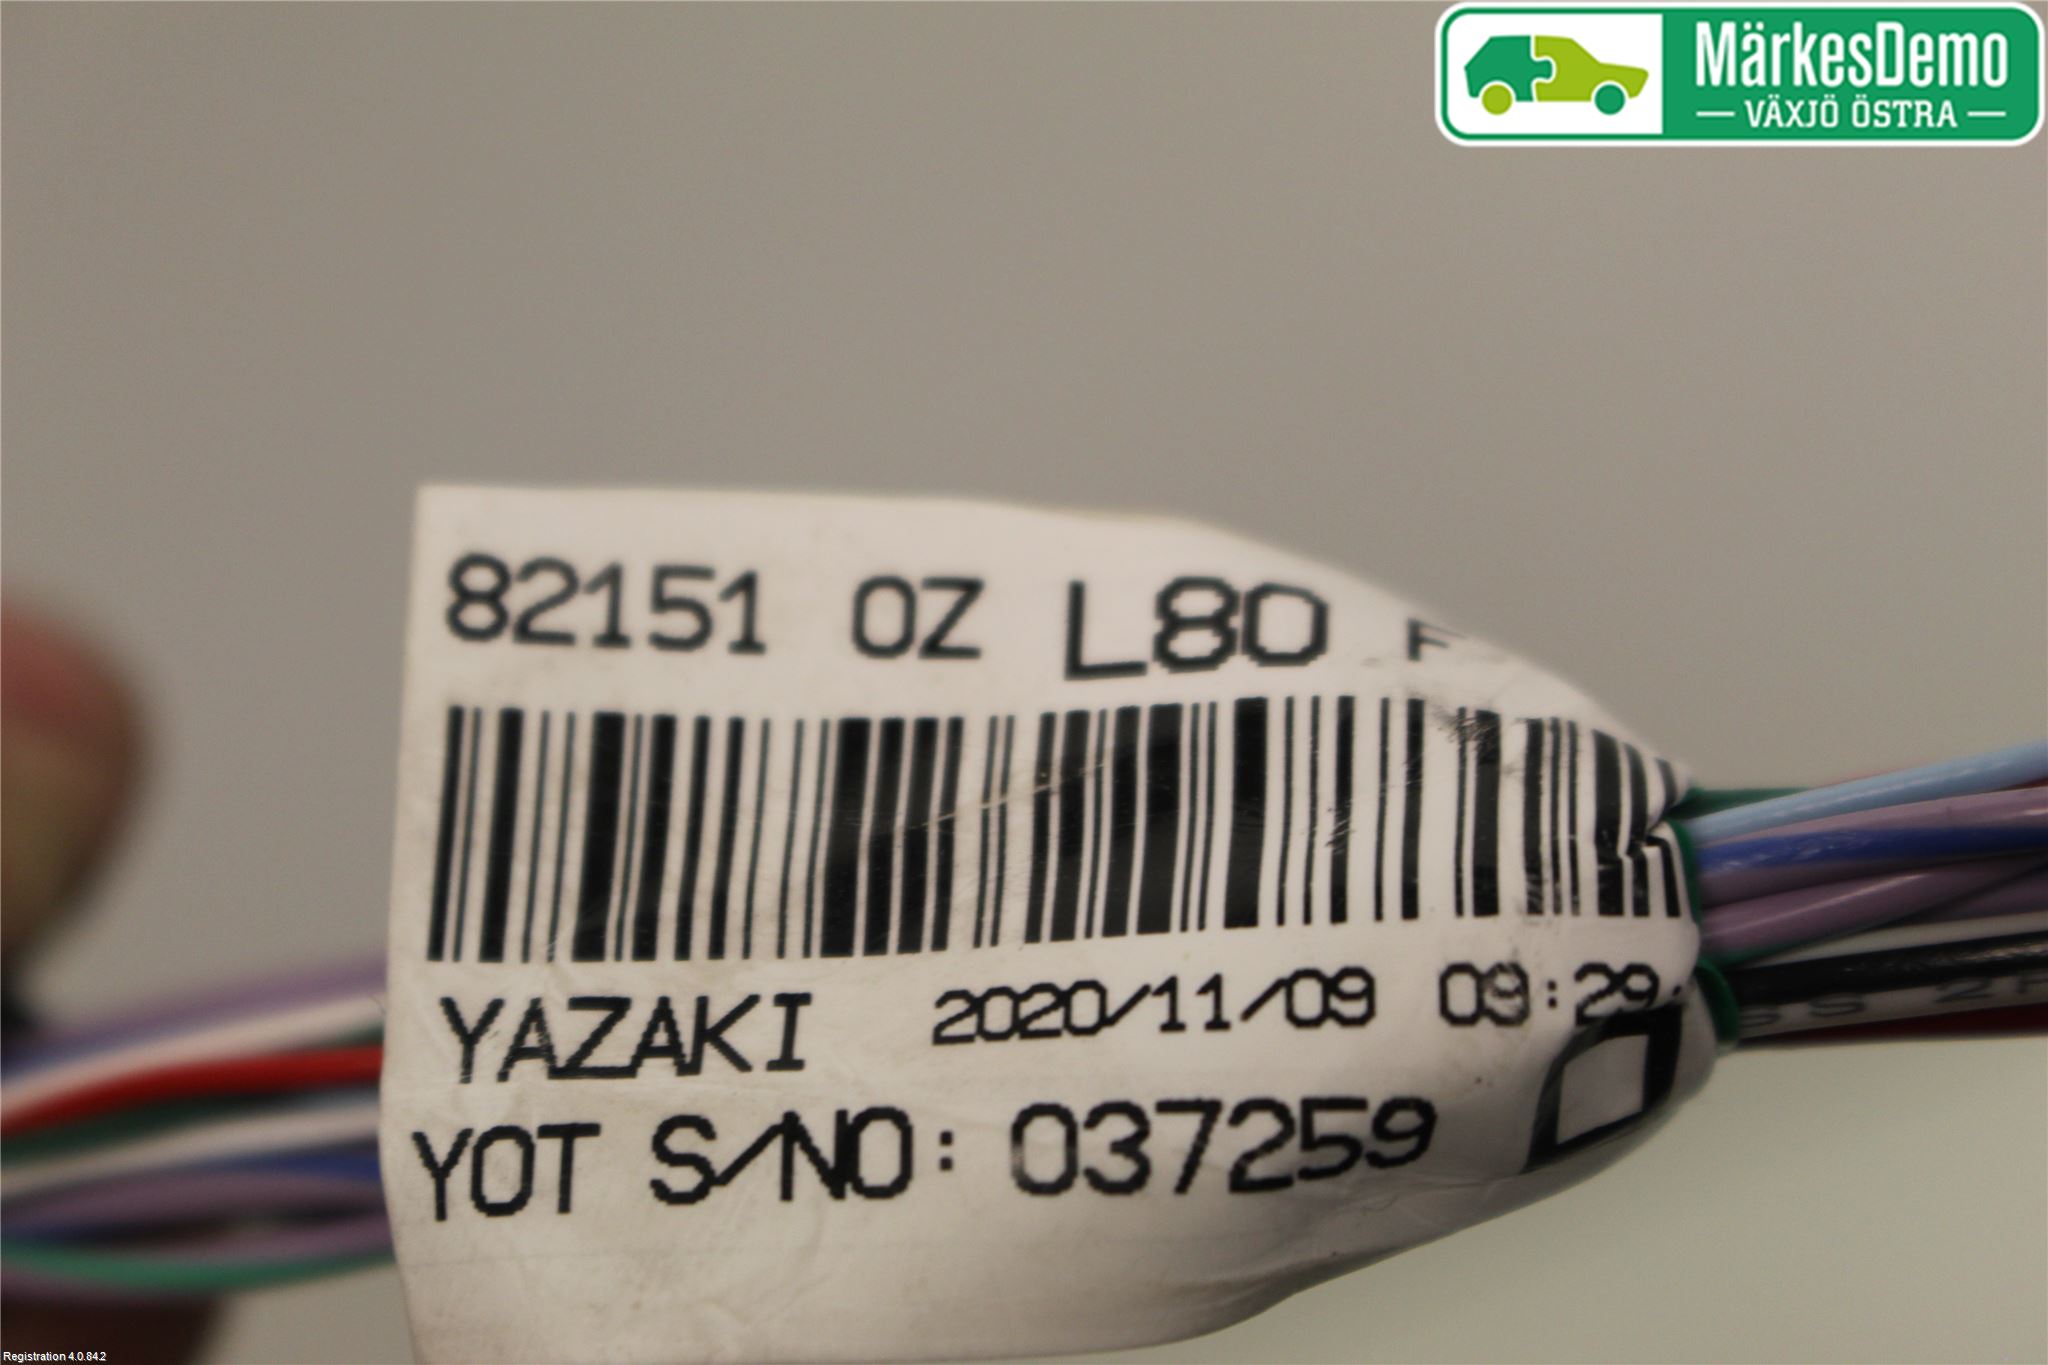 MärkesDemo
VÄXJÖ ÖSTRA
82151 0Z L80 F
YAZAKI 2020/11/09 09:29
YOT S/NO: 037259
Registration 4.0.84.2